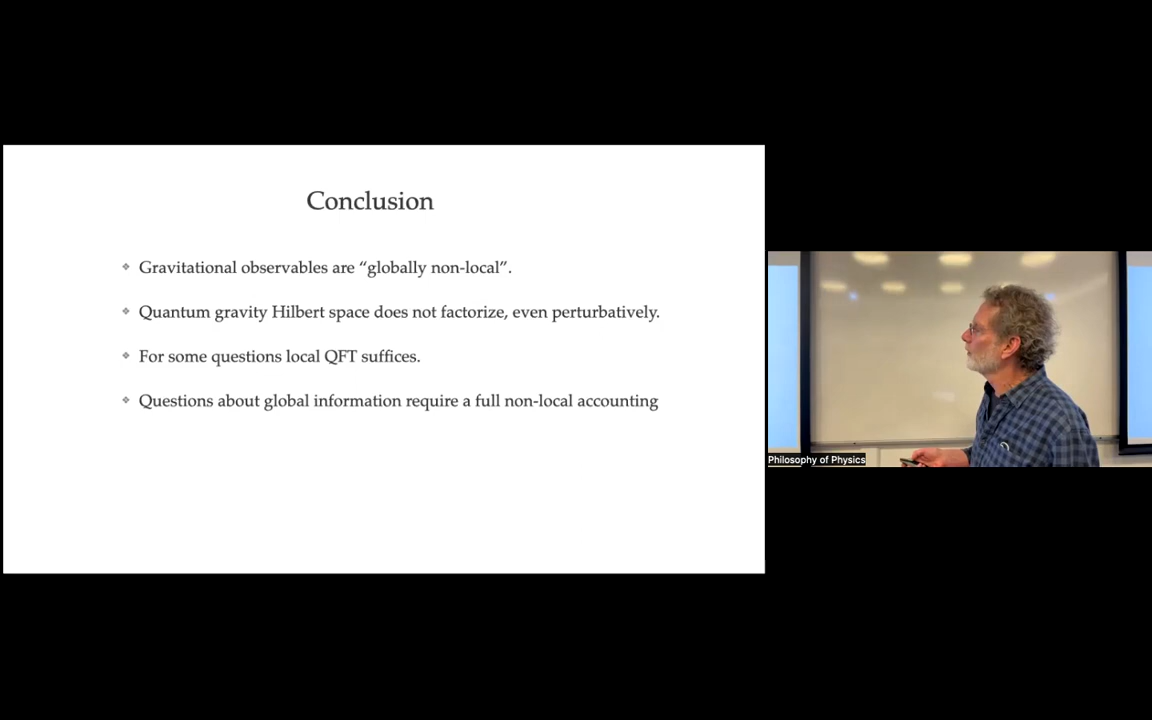 Conclusion
Gravitational observables are “globally non-local”.
Quantum gravity Hilbert space does not factorize, even perturbatively.
For some questions local QFT suffices.
Questions about global information require a full non-local accounting
Philosophy of Physics